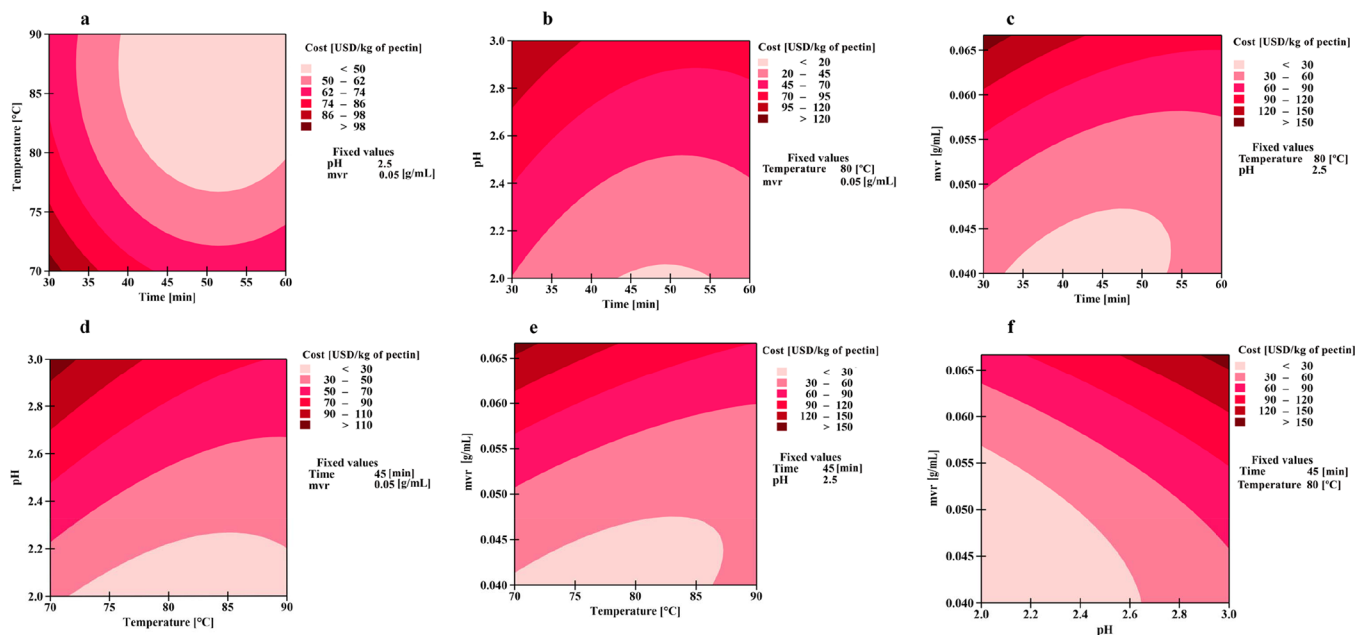 a
Cost [USD/kg of pectin]
< 50
50 – 62
62 – 74
74 – 86
86 – 98
> 98
Fixed values
pH 2.5
mvr 0.05 [g/mL]
Temperature [°C]
90
85
80
75
70
30 35 40 45 50 55 60
Time [min]
b
Cost [USD/kg of pectin]
< 20
20 – 45
45 – 70
70 – 95
95 – 120
> 120
Fixed values
Temperature 80 [°C]
mvr 0.05 [g/mL]
pH
3.0
2.8
2.6
2.4
2.2
2.0
30 35 40 45 50 55 60
Time [min]
c
Cost [USD/kg of pectin]
< 30
30 – 60
60 – 90
90 – 120
120 – 150
> 150
Fixed values
Temperature 80 [°C]
pH 2.5
mvr [g/mL]
0.065
0.060
0.055
0.050
0.045
0.040
30 35 40 45 50 55 60
Time [min]
d
Cost [USD/kg of pectin]
< 30
30 – 50
50 – 70
70 – 90
90 – 110
> 110
Fixed values
Time 45 [min]
mvr 0.05 [g/mL]
pH
3.0
2.8
2.6
2.4
2.2
2.0
70 75 80 85 90
Temperature [°C]
e
Cost [USD/kg of pectin]
< 30
30 – 60
60 – 90
90 – 120
120 – 150
> 150
Fixed values
Time 45 [min]
pH 2.5
mvr [g/mL]
0.065
0.060
0.055
0.050
0.045
0.040
70 75 80 85 90
Temperature [°C]
f
Cost [USD/kg of pectin]
< 30
30 – 60
60 – 90
90 – 120
120 – 150
> 150
Fixed values
Time 45 [min]
Temperature 80 [°C]
mvr [g/mL]
0.065
0.060
0.055
0.050
0.045
0.040
2.0 2.2 2.4 2.6 2.8 3.0
pH